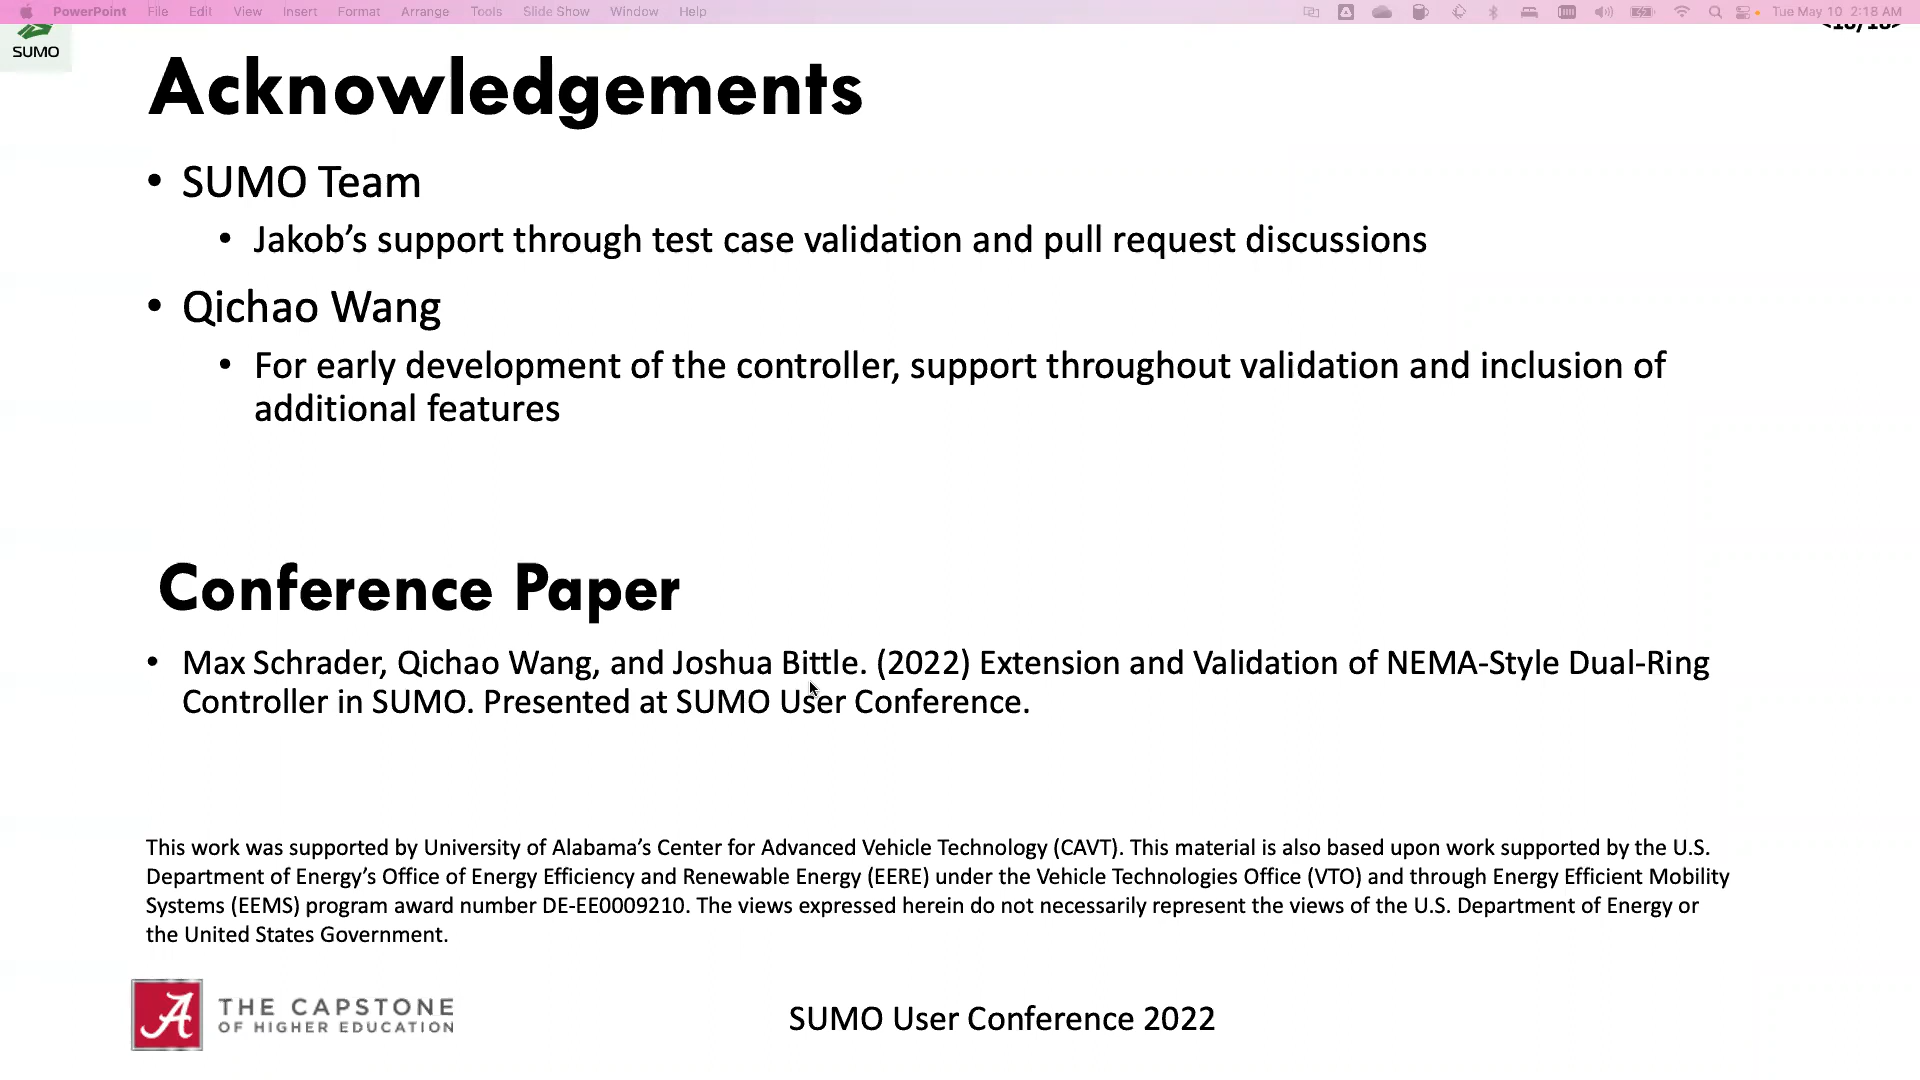 PowerPoint File Edit View Insert Format Arrange Tools Slide Show Window Help Tue May 10 2:18 AM
SUMO
Acknowledgements
• SUMO Team
• Jakob’s support through test case validation and pull request discussions
• Qichao Wang
• For early development of the controller, support throughout validation and inclusion of
additional features
Conference Paper
• Max Schrader, Qichao Wang, and Joshua Bittle. (2022) Extension and Validation of NEMA-Style Dual-Ring
Controller in SUMO. Presented at SUMO User Conference.
This work was supported by University of Alabama’s Center for Advanced Vehicle Technology (CAVT). This material is also based upon work supported by the U.S.
Department of Energy’s Office of Energy Efficiency and Renewable Energy (EERE) under the Vehicle Technologies Office (VTO) and through Energy Efficient Mobility
Systems (EEMS) program award number DE-EE0009210. The views expressed herein do not necessarily represent the views of the U.S. Department of Energy or
the United States Government.
A THE CAPSTONE
OF HIGHER EDUCATION
SUMO User Conference 2022